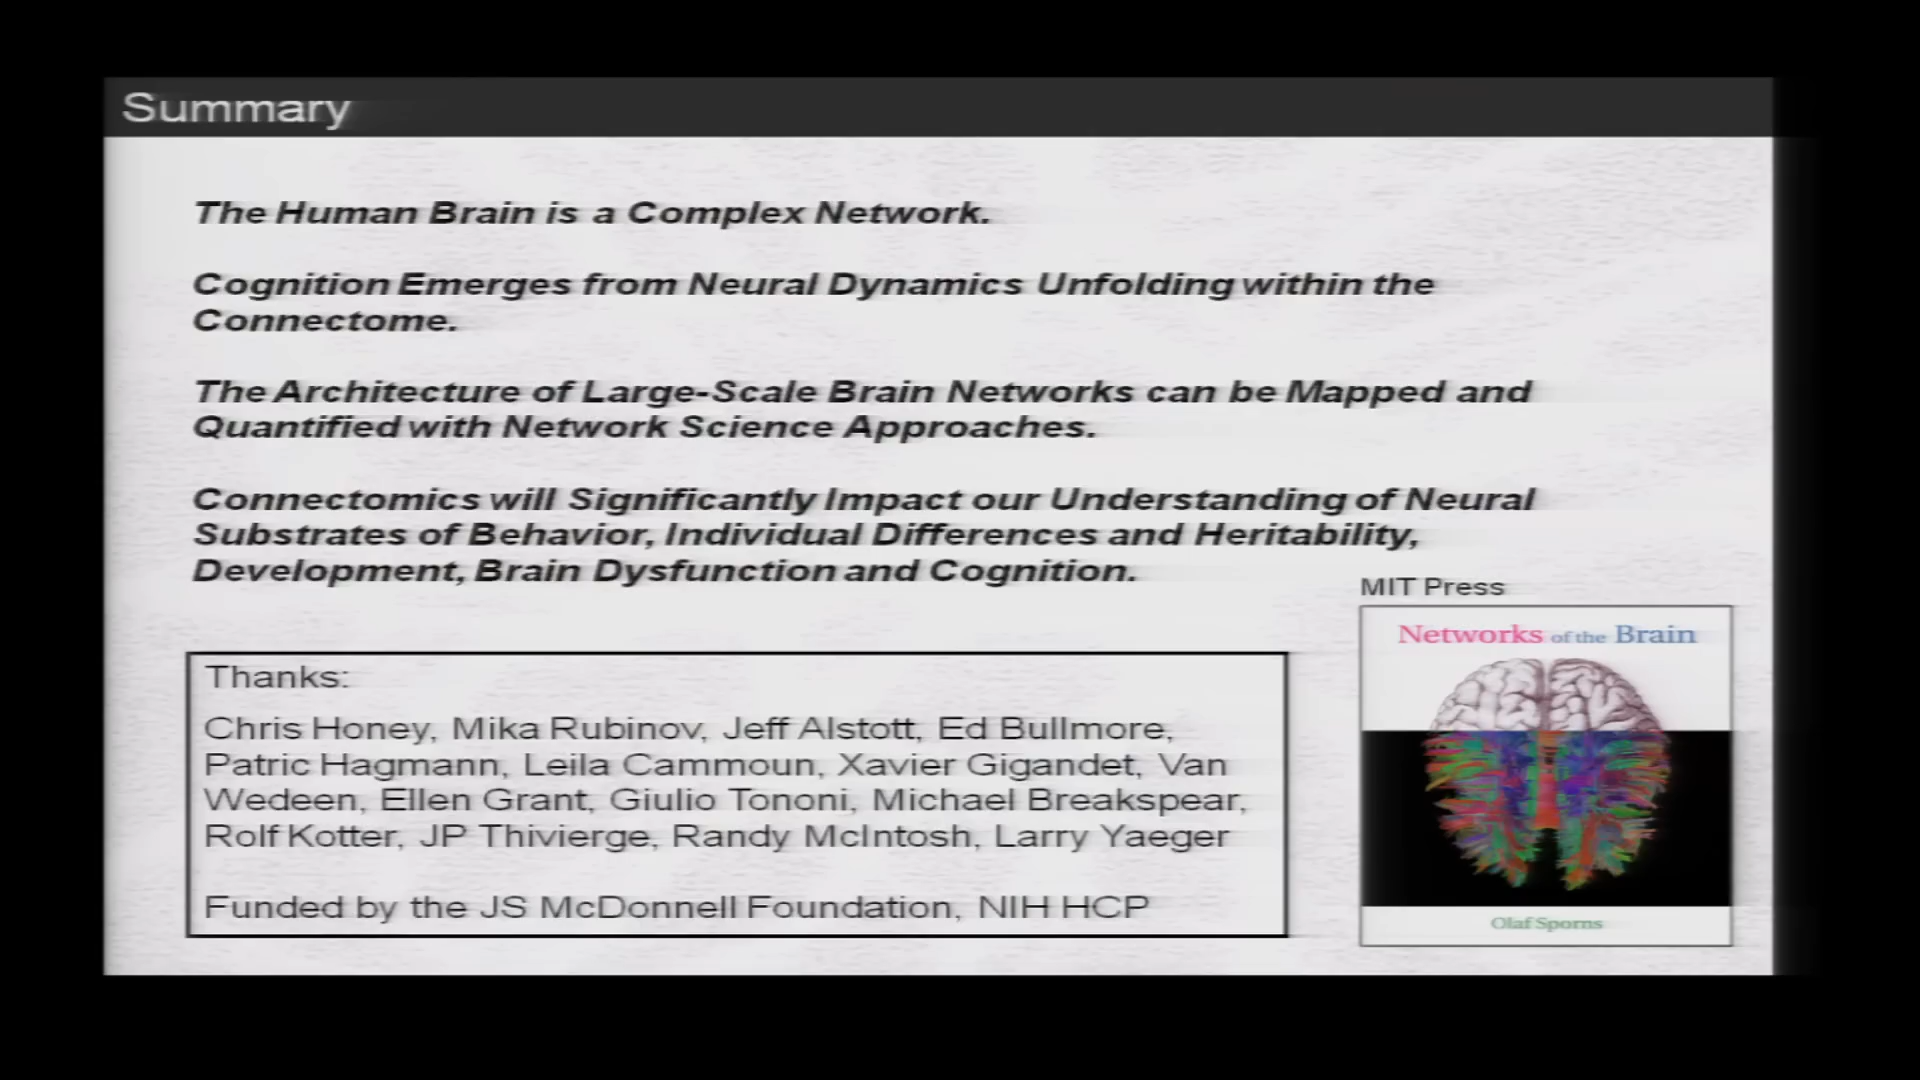 Summary
The Human Brain is a Complex Network.
Cognition Emerges from Neural Dynamics Unfolding within the
Connectome.
The Architecture of Large-Scale Brain Networks can be Mapped and
Quantified with Network Science Approaches.
Connectomics will Significantly Impact our Understanding of Neural
Substrates of Behavior, Individual Differences and Heritability,
Development, Brain Dysfunction and Cognition.
Thanks:
Chris Honey, Mika Rubinov, Jeff Alstott, Ed Bullmore,
Patric Hagmann, Leila Cammoun, Xavier Gigandet, Van
Wedeen, Ellen Grant, Giulio Tononi, Michael Breakspear,
Rolf Kotter, JP Thivierge, Randy McIntosh, Larry Yaeger
Funded by the JS McDonnell Foundation, NIH HCP
MIT Press
Networks of the Brain
Olaf Sporns